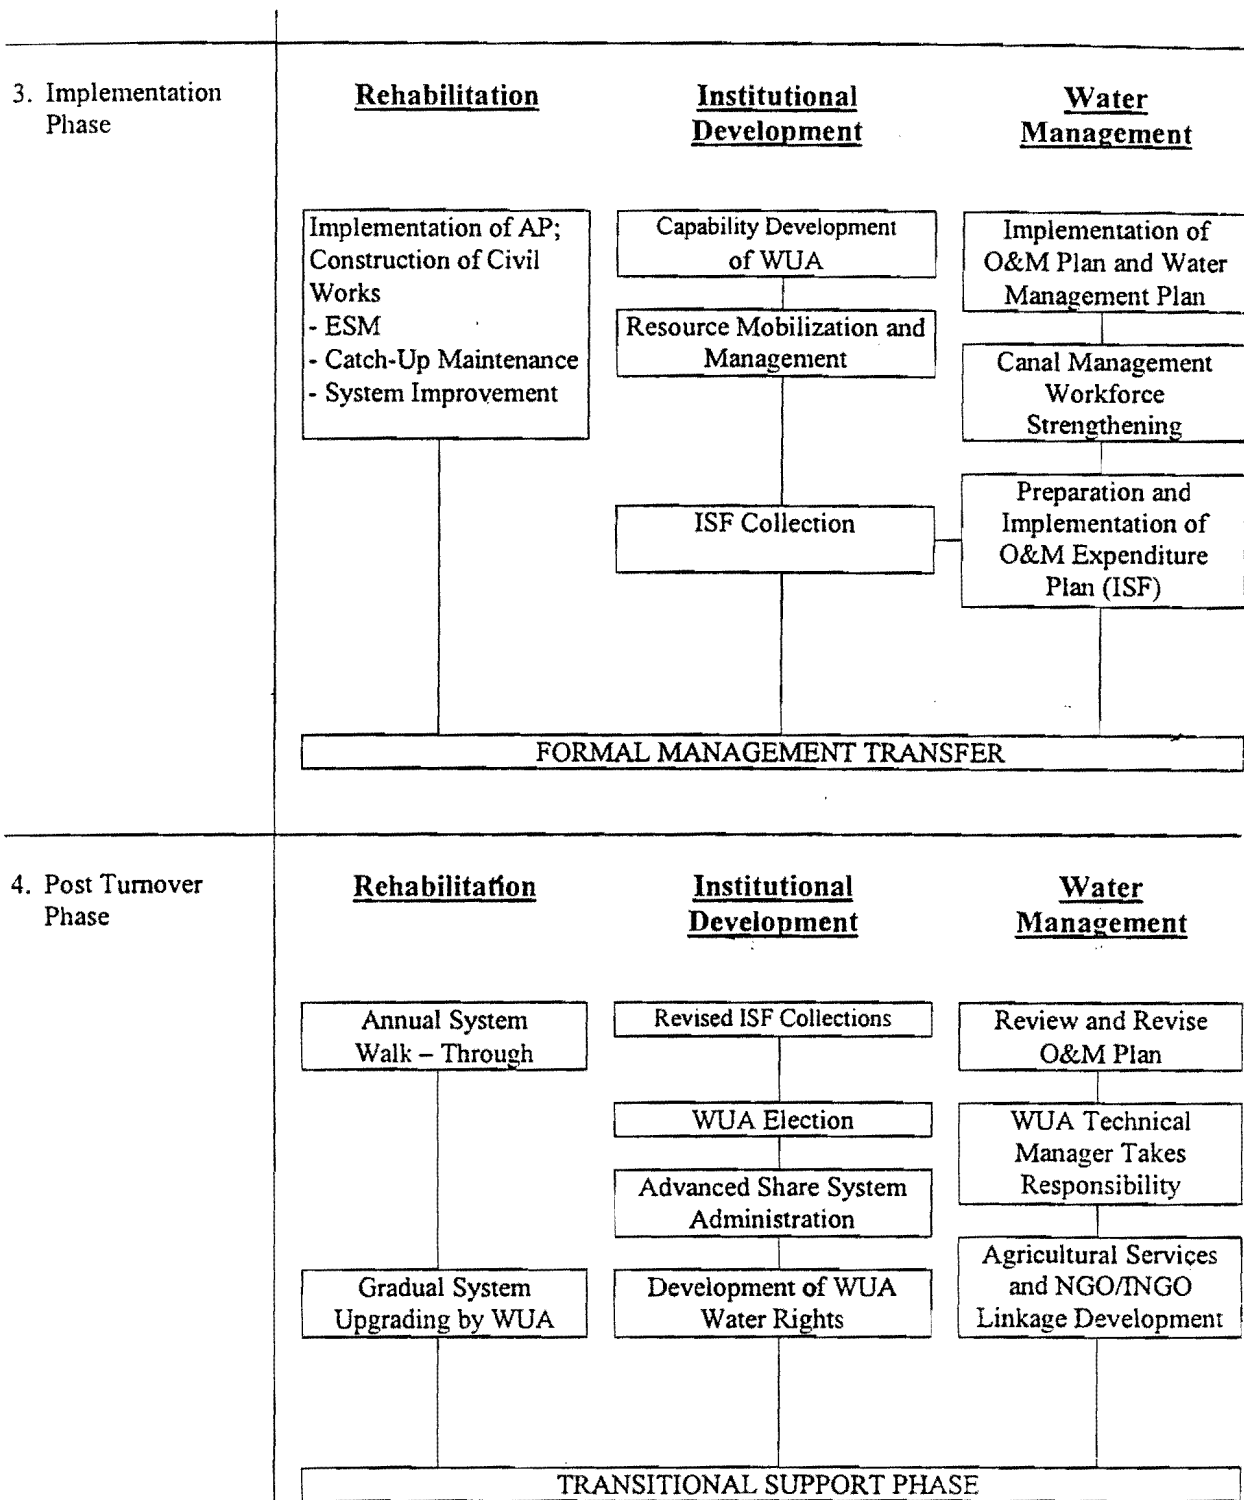 3. Implementation
Phase
Rehabilitation
Institutional
Development
Water
Management
Implementation of AP;
Construction of Civil
Works
- ESM
- Catch-Up Maintenance
- System Improvement
Capability Development
of WUA
Resource Mobilization and
Management
ISF Collection
Implementation of
O&M Plan and Water
Management Plan
Canal Management
Workforce
Strengthening
Preparation and
Implementation of
O&M Expenditure
Plan (ISF)
FORMAL MANAGEMENT TRANSFER
4. Post Turnover
Phase
Rehabilitation
Institutional
Development
Water
Management
Annual System
Walk – Through
Gradual System
Upgrading by WUA
Revised ISF Collections
WUA Election
Advanced Share System
Administration
Development of WUA
Water Rights
Review and Revise
O&M Plan
WUA Technical
Manager Takes
Responsibility
Agricultural Services
and NGO/INGO
Linkage Development
TRANSITIONAL SUPPORT PHASE